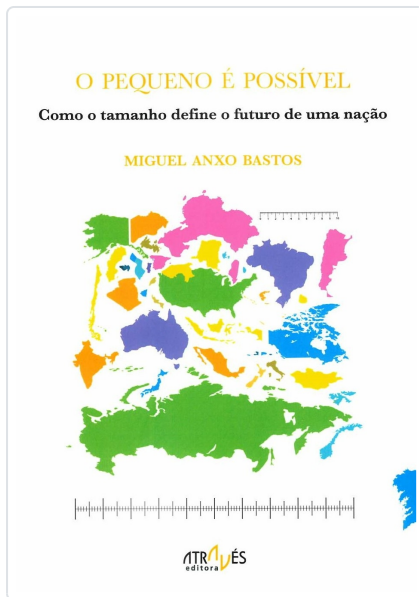 O PEQUENO É POSSÍVEL
Como o tamanho define o futuro de uma nação
MIGUEL ANXO BASTOS
ATRAVÉS
editora